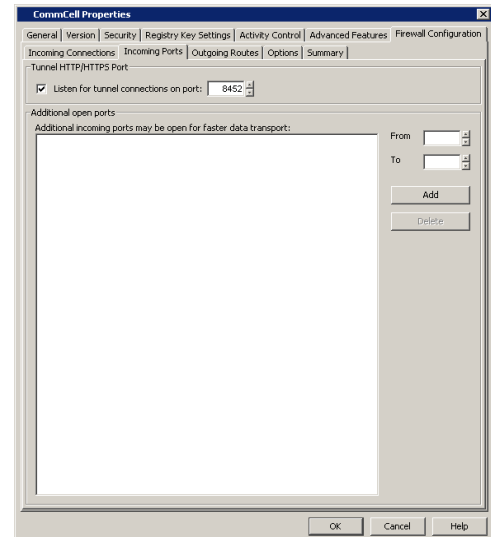 CommCell Properties
General Version Security Registry Key Settings Activity Control Advanced Features Firewall Configuration
Incoming Connections Incoming Ports Outgoing Routes Options Summary
Tunnel HTTP/HTTPS Port
Listen for tunnel connections on port: 8452
Additional open ports
Additional incoming ports may be open for faster data transport:
From
To
Add
Delete
OK Cancel Help